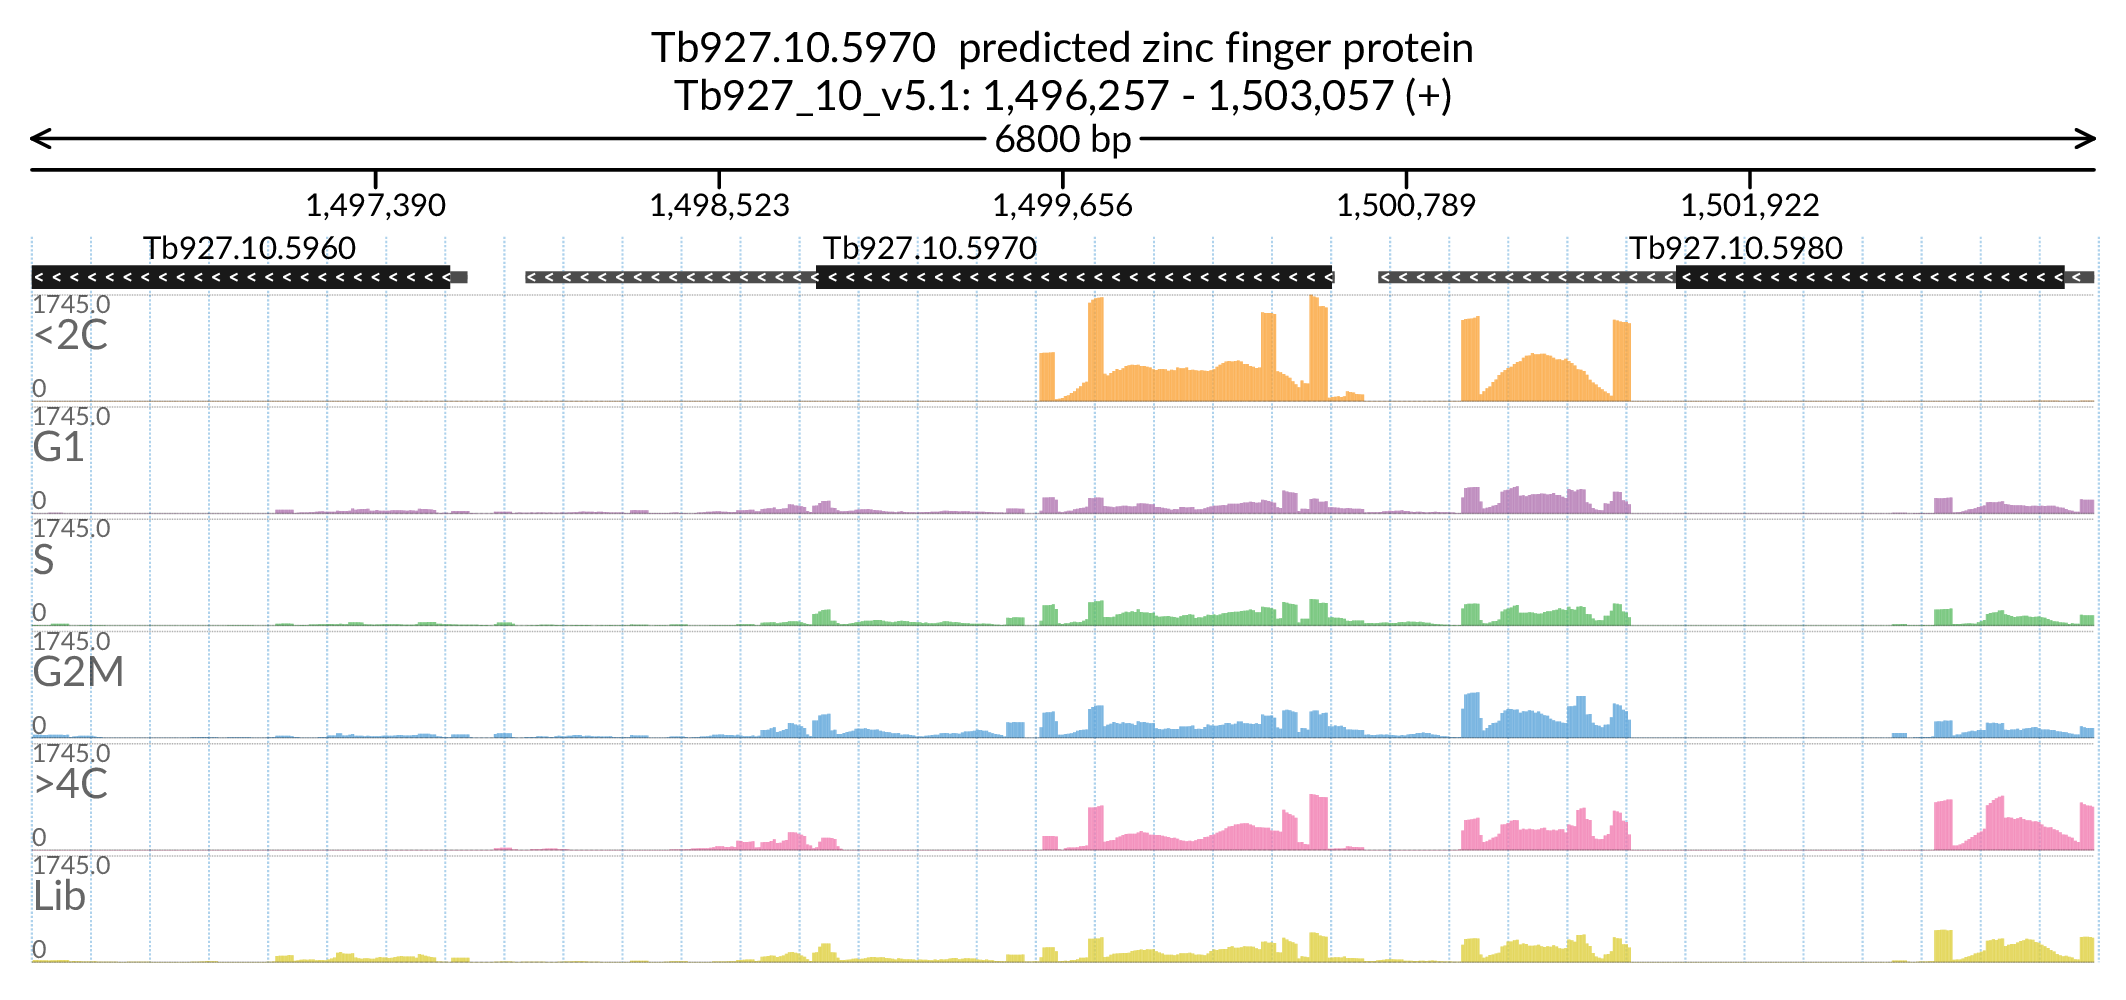 Tb927.10.5970 predicted zinc finger protein
Tb927_10_v5.1: 1,496,257 - 1,503,057 (+)
6800 bp
1,497,390 1,498,523 1,499,656 1,500,789 1,501,922
Tb927.10.5960 Tb927.10.5970 Tb927.10.5980
1745.0
<2C
0
1745.0
G1
0
1745.0
S
0
1745.0
G2M
0
1745.0
>4C
0
1745.0
Lib
0